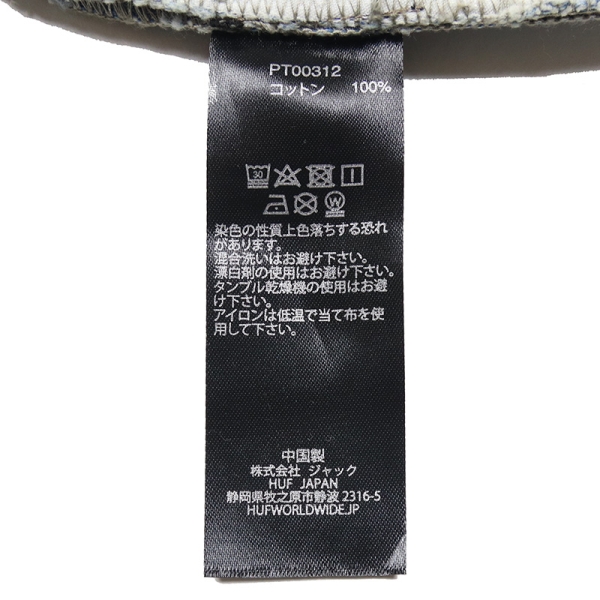 PT00312
コットン 100%
30
W
染色の性質上色落ちする恐れ
があります。
混合洗いはお避け下さい。
漂白剤の使用はお避け下さい。
タンブル乾燥機の使用はお避
け下さい。
アイロンは低温で当て布を使
用して下さい。
中国製
株式会社 ジャック
HUF JAPAN
静岡県牧之原市静波 2316-5
HUFWORLDWIDE.JP